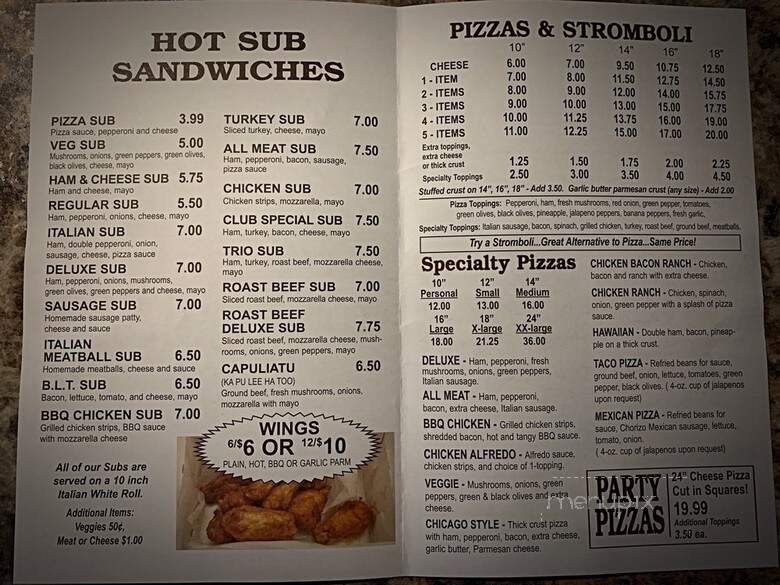 HOT SUB
SANDWICHES
PIZZA SUB 3.99
Pizza sauce, pepperoni and cheese
VEG SUB 5.00
Mushrooms, onions, green peppers, green olives,
black olives, cheese, mayo
HAM & CHEESE SUB 5.75
Ham and cheese, mayo
REGULAR SUB 5.50
Ham, pepperoni, onions, cheese, mayo
ITALIAN SUB 7.00
Ham, double pepperoni, onion,
sausage, cheese, pizza sauce
DELUXE SUB 7.00
Ham, pepperoni, onions, mushrooms,
green olives, green peppers and cheese, mayo
SAUSAGE SUB 7.00
Homemade sausage patty,
cheese and sauce
ITALIAN
MEATBALL SUB 6.50
Homemade meatballs, cheese and sauce
B.L.T. SUB 6.50
Bacon, lettuce, tomato, and cheese, mayo
BBQ CHICKEN SUB 7.00
Grilled chicken strips, BBQ sauce
with mozzarella cheese
All of our Subs are
served on a 10 inch
Italian White Roll.
Additional Items:
Veggies 50¢,
Meat or Cheese $1.00
TURKEY SUB 7.00
Sliced turkey, cheese, mayo
ALL MEAT SUB 7.50
Ham, pepperoni, bacon, sausage,
pizza sauce
CHICKEN SUB 7.00
Chicken strips, mozzarella, mayo
CLUB SPECIAL SUB 7.50
Ham, turkey, bacon, cheese, mayo
TRIO SUB 7.50
Ham, turkey, roast beef, mozzarella cheese,
mayo
ROAST BEEF SUB 7.00
Sliced roast beef, mozzarella cheese, mayo
ROAST BEEF
DELUXE SUB 7.75
Sliced roast beef, mozzarella cheese, mush-
rooms, onions, green peppers, mayo
CAPULIATU 6.50
(KA PU LEE HA TOO)
Ground beef, fresh mushrooms, onions,
mozzarella with mayo
WINGS
6/$6 OR 12/$10
PLAIN, HOT, BBQ OR GARLIC PARM
PIZZAS & STROMBOLI
10" 12" 14" 16" 18"
CHEESE 6.00 7.00 9.50 10.75 12.50
1 - ITEM 7.00 8.00 11.50 12.75 14.50
2 - ITEMS 8.00 9.00 12.00 14.00 15.75
3 - ITEMS 9.00 10.00 13.00 15.00 17.75
4 - ITEMS 10.00 11.25 13.75 16.00 19.00
5 - ITEMS 11.00 12.25 15.00 17.00 20.00
Extra toppings,
extra cheese
or thick crust 1.25 1.50 1.75 2.00 2.25
Specialty Toppings 2.50 3.00 3.50 4.00 4.50
Stuffed crust on 14", 16", 18" - Add 3.50. Garlic butter parmesan crust (any size) - Add 2.00
Pizza Toppings: Pepperoni, ham, fresh mushrooms, red onion, green pepper, tomatoes,
green olives, black olives, pineapple, jalapeno peppers, banana peppers, fresh garlic,
Specialty Toppings: Italian sausage, bacon, spinach, grilled chicken, turkey, roast beef, ground beef, meatballs.
Try a Stromboli...Great Alternative to Pizza...Same Price!
Specialty Pizzas
10" 12" 14"
Personal Small Medium
12.00 13.00 16.00
16" 18" 24"
Large X-large XX-large
18.00 21.25 36.00
DELUXE - Ham, pepperoni, fresh
mushrooms, onions, green peppers,
Italian sausage.
ALL MEAT - Ham, pepperoni,
bacon, extra cheese, Italian sausage.
BBQ CHICKEN - Grilled chicken strips,
shredded bacon, hot and tangy BBQ sauce.
CHICKEN ALFREDO - Alfredo sauce,
chicken strips, and choice of 1-topping.
VEGGIE - Mushrooms, onions, green
peppers, green & black olives and extra
cheese.
CHICAGO STYLE - Thick crust pizza
with ham, pepperoni, bacon, extra cheese,
garlic butter, Parmesan cheese.
CHICKEN BACON RANCH - Chicken,
bacon and ranch with extra cheese.
CHICKEN RANCH - Chicken, spinach,
onion, green pepper with a splash of pizza
sauce.
HAWAIIAN - Double ham, bacon, pineap-
ple on a thick crust.
TACO PIZZA - Refried beans for sauce,
ground beef, onion, lettuce, tomatoes, green
pepper, black olives. ( 4-oz. cup of jalapenos
upon request)
MEXICAN PIZZA - Refried beans for
sauce, Chorizo Mexican sausage, lettuce,
tomato, onion.
( 4-oz. cup of jalapenos upon request)
PARTY
PIZZAS
24" Cheese Pizza
Cut in Squares!
19.99
Additional Toppings
3.50 ea.
menupix